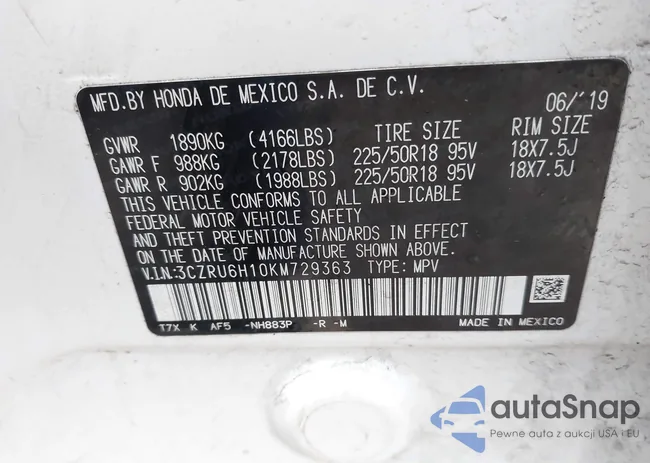 MFD.BY HONDA DE MEXICO S.A. DE C.V. 06/'19
GVWR 1890KG (4166LBS) TIRE SIZE RIM SIZE
GAWR F 988KG (2178LBS) 225/50R18 95V 18X7.5J
GAWR R 902KG (1988LBS) 225/50R18 95V 18X7.5J
THIS VEHICLE CONFORMS TO ALL APPLICABLE
FEDERAL MOTOR VEHICLE SAFETY
AND THEFT PREVENTION STANDARDS IN EFFECT
ON THE DATE OF MANUFACTURE SHOWN ABOVE.
V.I.N.:3CZRU6H10KM729363 TYPE: MPV
T7X K AF5 -NH883P -R -M MADE IN MEXICO
autoSnap
Pewne auta z aukcji USA i EU